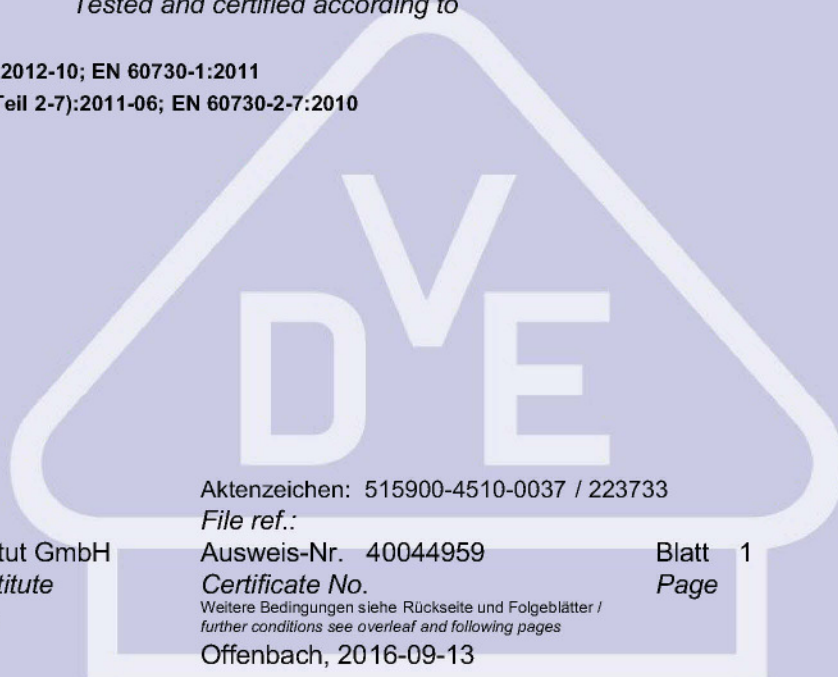 Tested and certified according to
2012-10; EN 60730-1:2011
Teil 2-7):2011-06; EN 60730-2-7:2010
DVE
Aktenzeichen: 515900-4510-0037 / 223733
File ref.:
tut GmbH Ausweis-Nr. 40044959 Blatt 1
titute Certificate No. Page
Weitere Bedingungen siehe Rückseite und Folgeblätter /
further conditions see overleaf and following pages
Offenbach, 2016-09-13